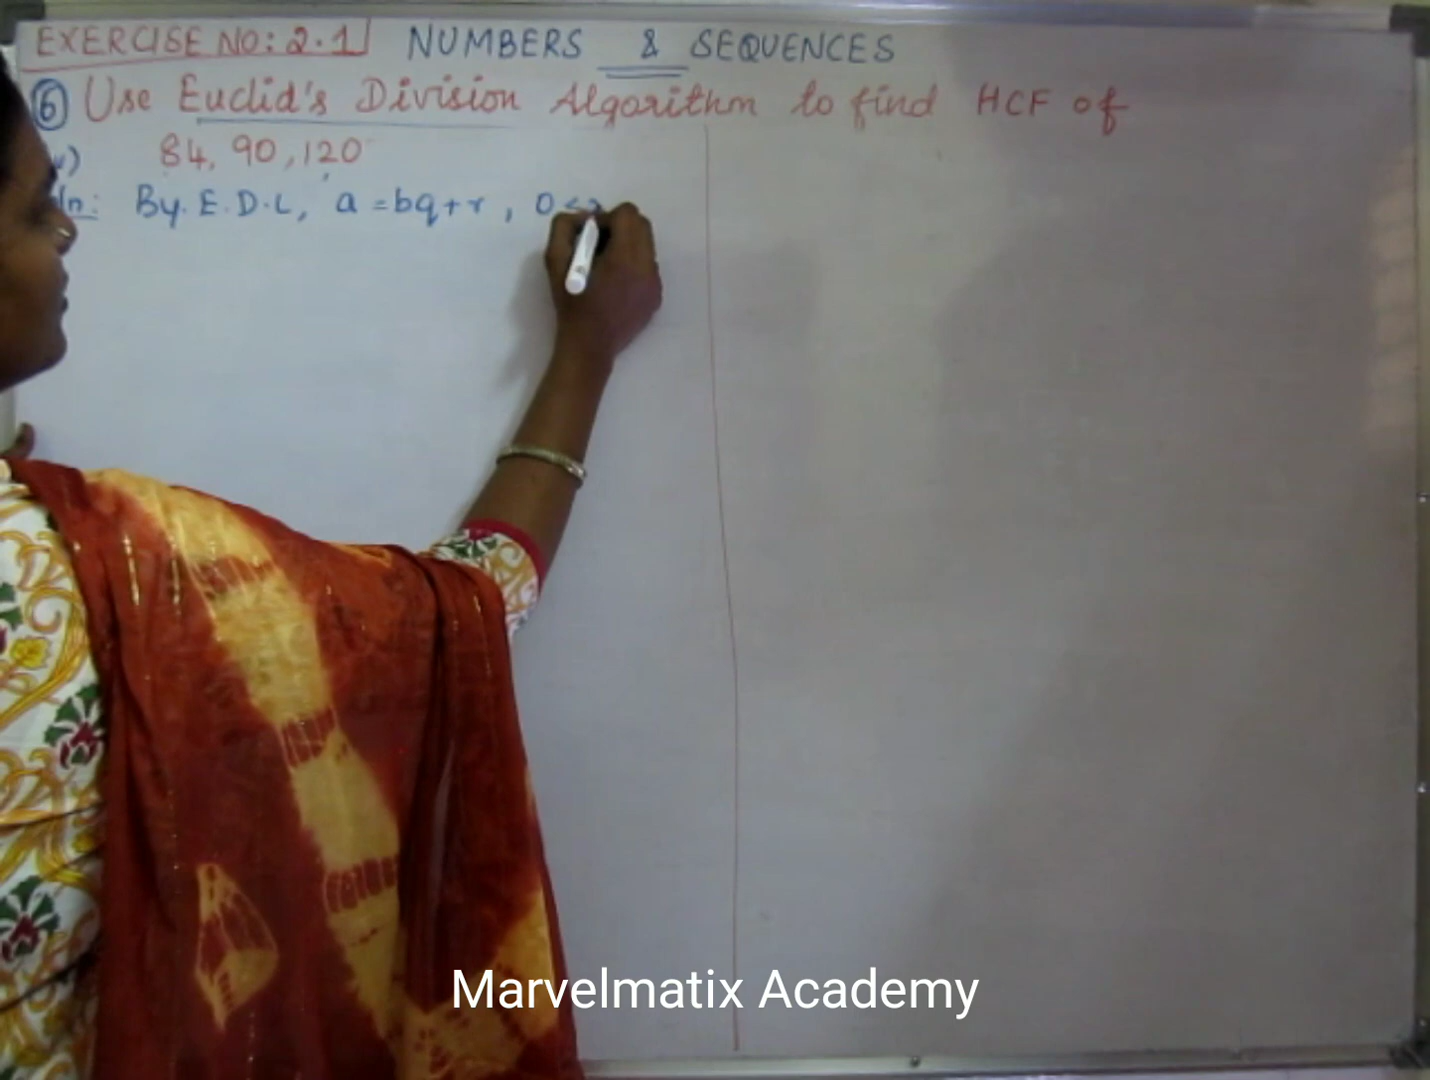 EXERCISE NO: 2.1 NUMBERS & SEQUENCES
6 Use Euclid's Division Algorithm to find HCF of
84, 90, 120
By. E. D. L, a = bq + r, 0 ≤
Marvelmatix Academy